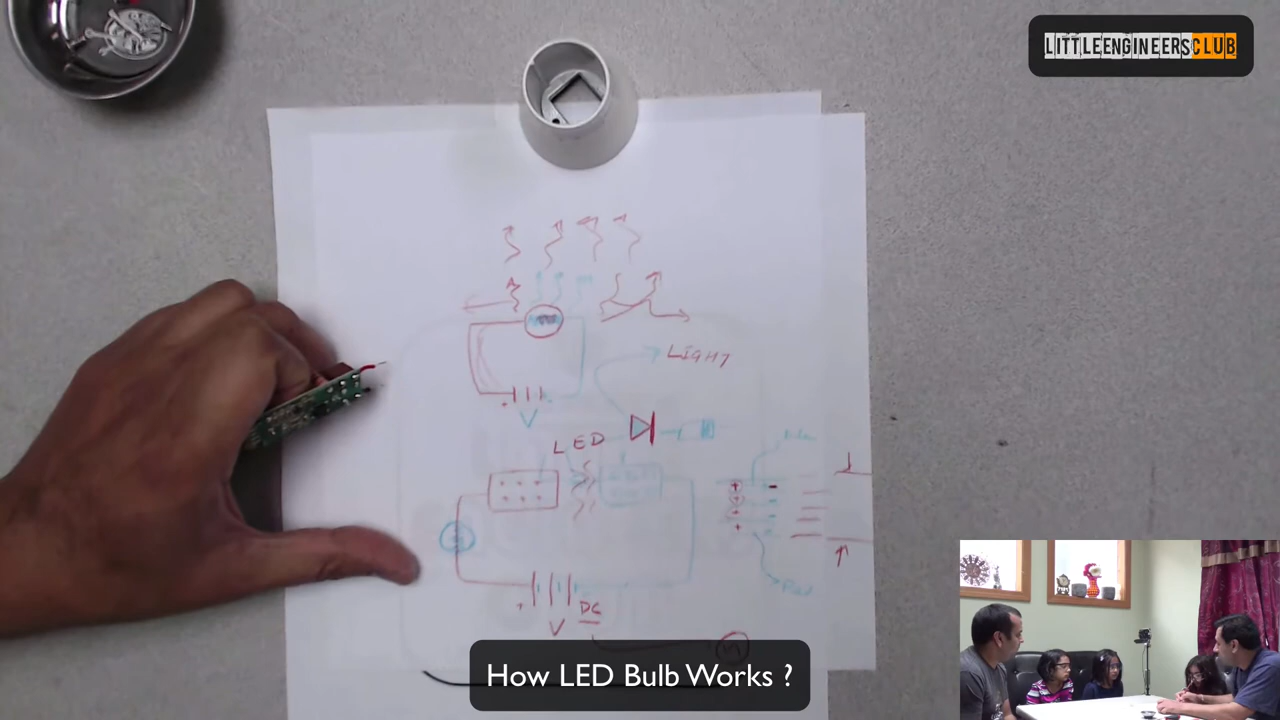 LITTLEENGINEERSCLUB
LIGHT
V
LED
DC
V
How LED Bulb Works ?